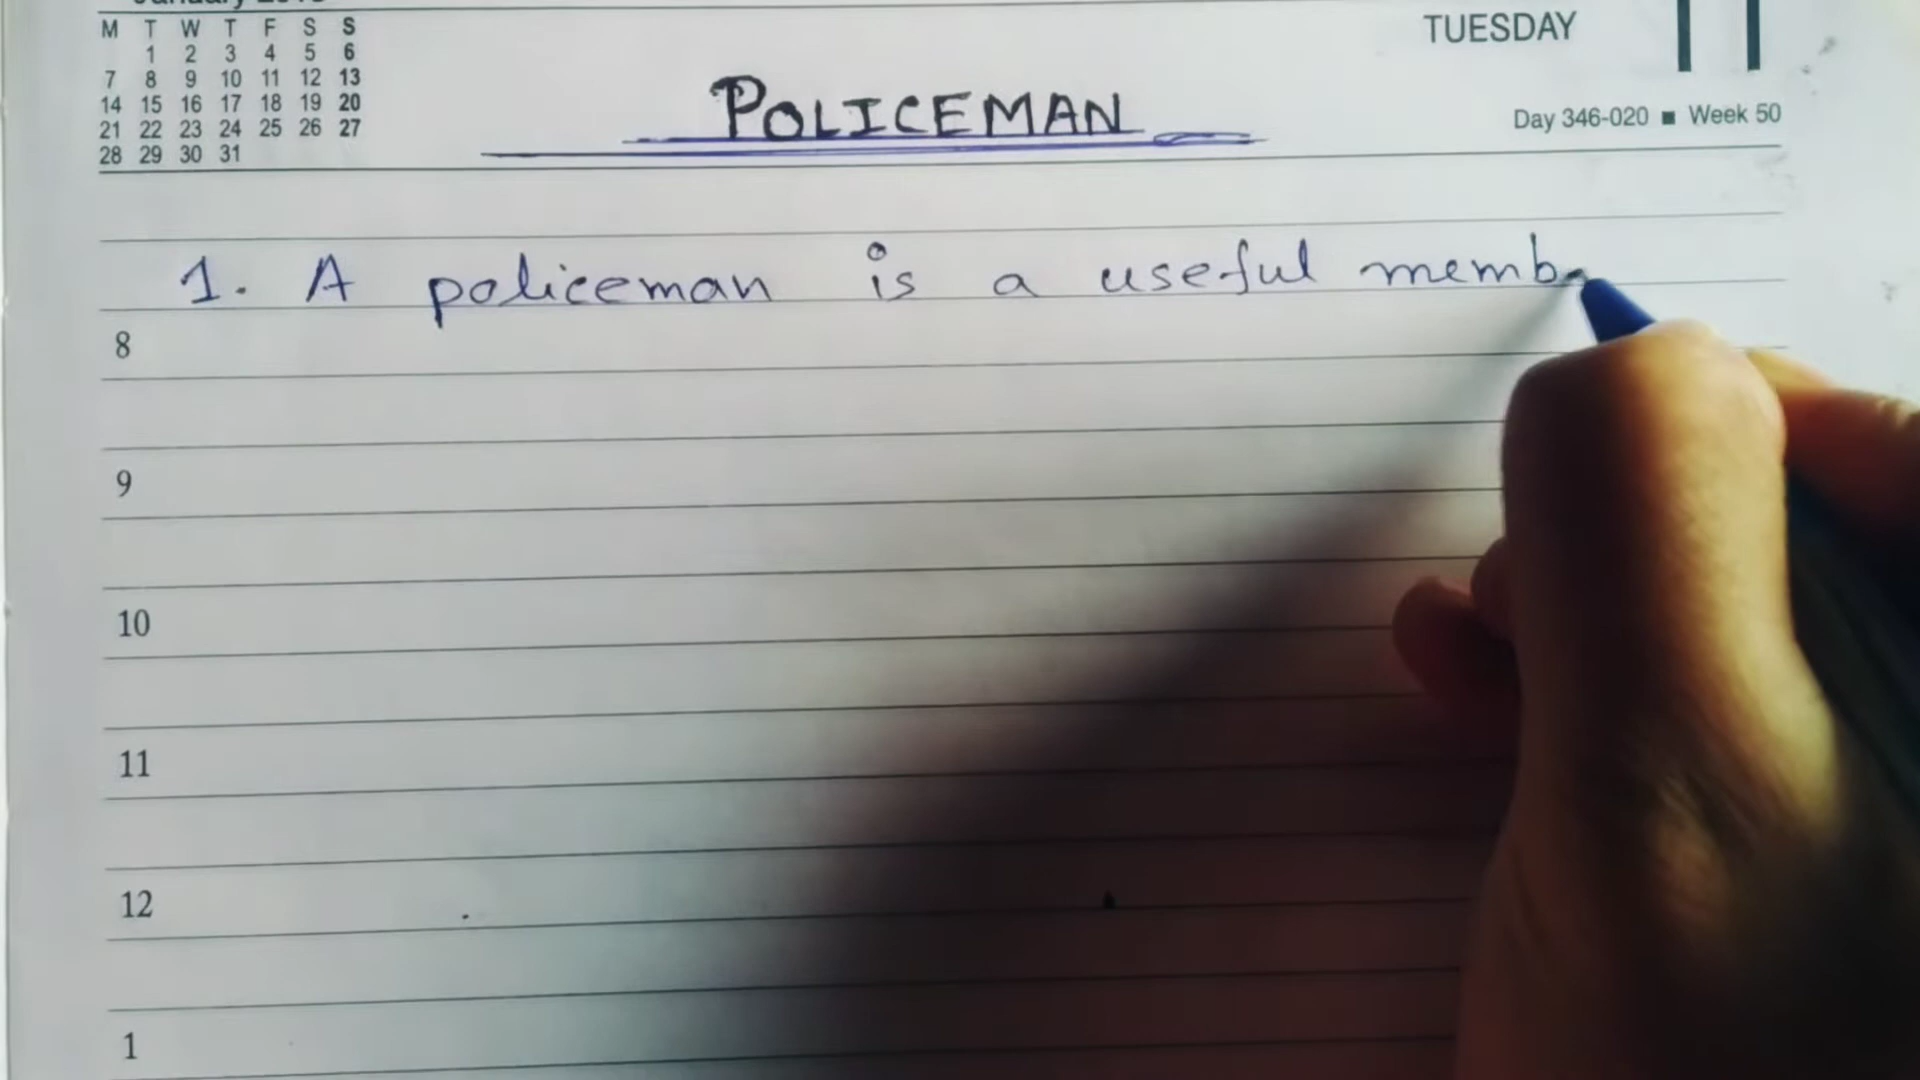 M T W T F S S
1 2 3 4 5 6
7 8 9 10 11 12 13
14 15 16 17 18 19 20
21 22 23 24 25 26 27
28 29 30 31
TUESDAY 11
Day 346-020 ■ Week 50
POLICEMAN
1. A policeman is a useful memb
8
9
10
11
12
1